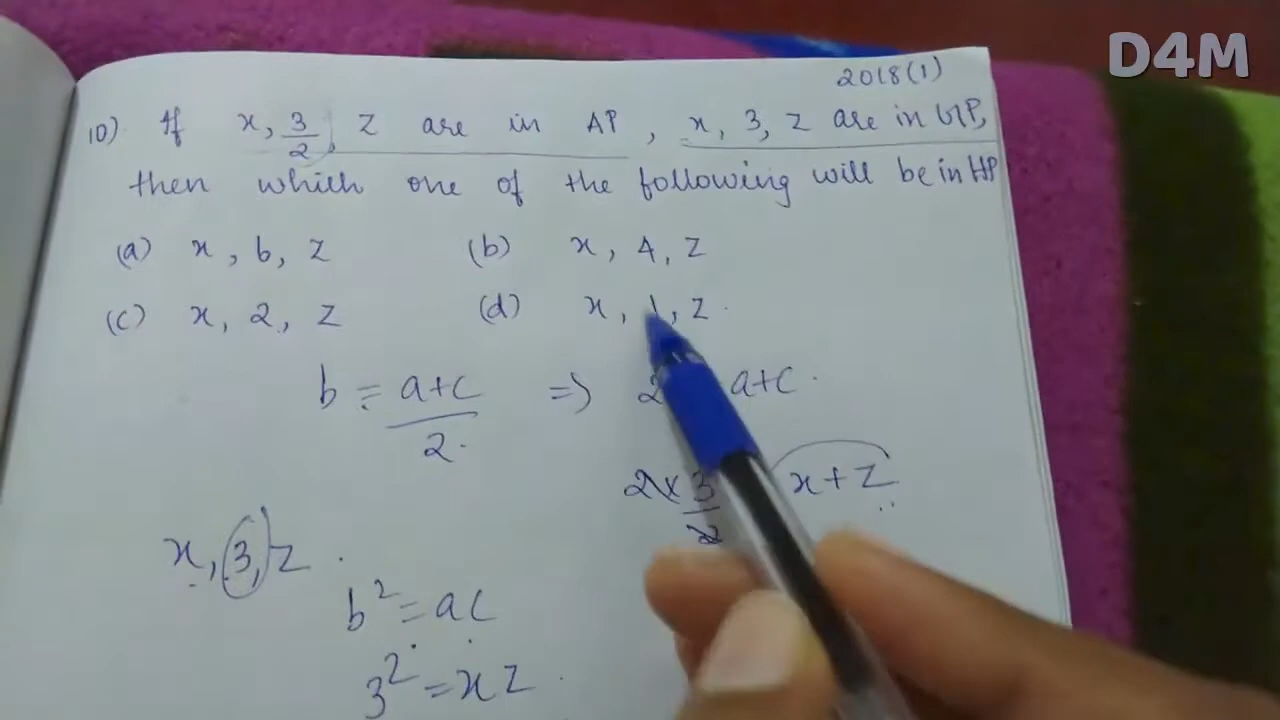 D4M
2018(1)
10) If x, 3/2, z are in AP, x, 3, z are in GP,
then which one of the following will be in HP
(a) x, 6, z (b) x, 4, z
(c) x, 2, z (d) x, 1, z.
b = a+c/2. => 2 a+c.
2x3/2 x+z
x, 3, z.
b² = ac
3² = xz.